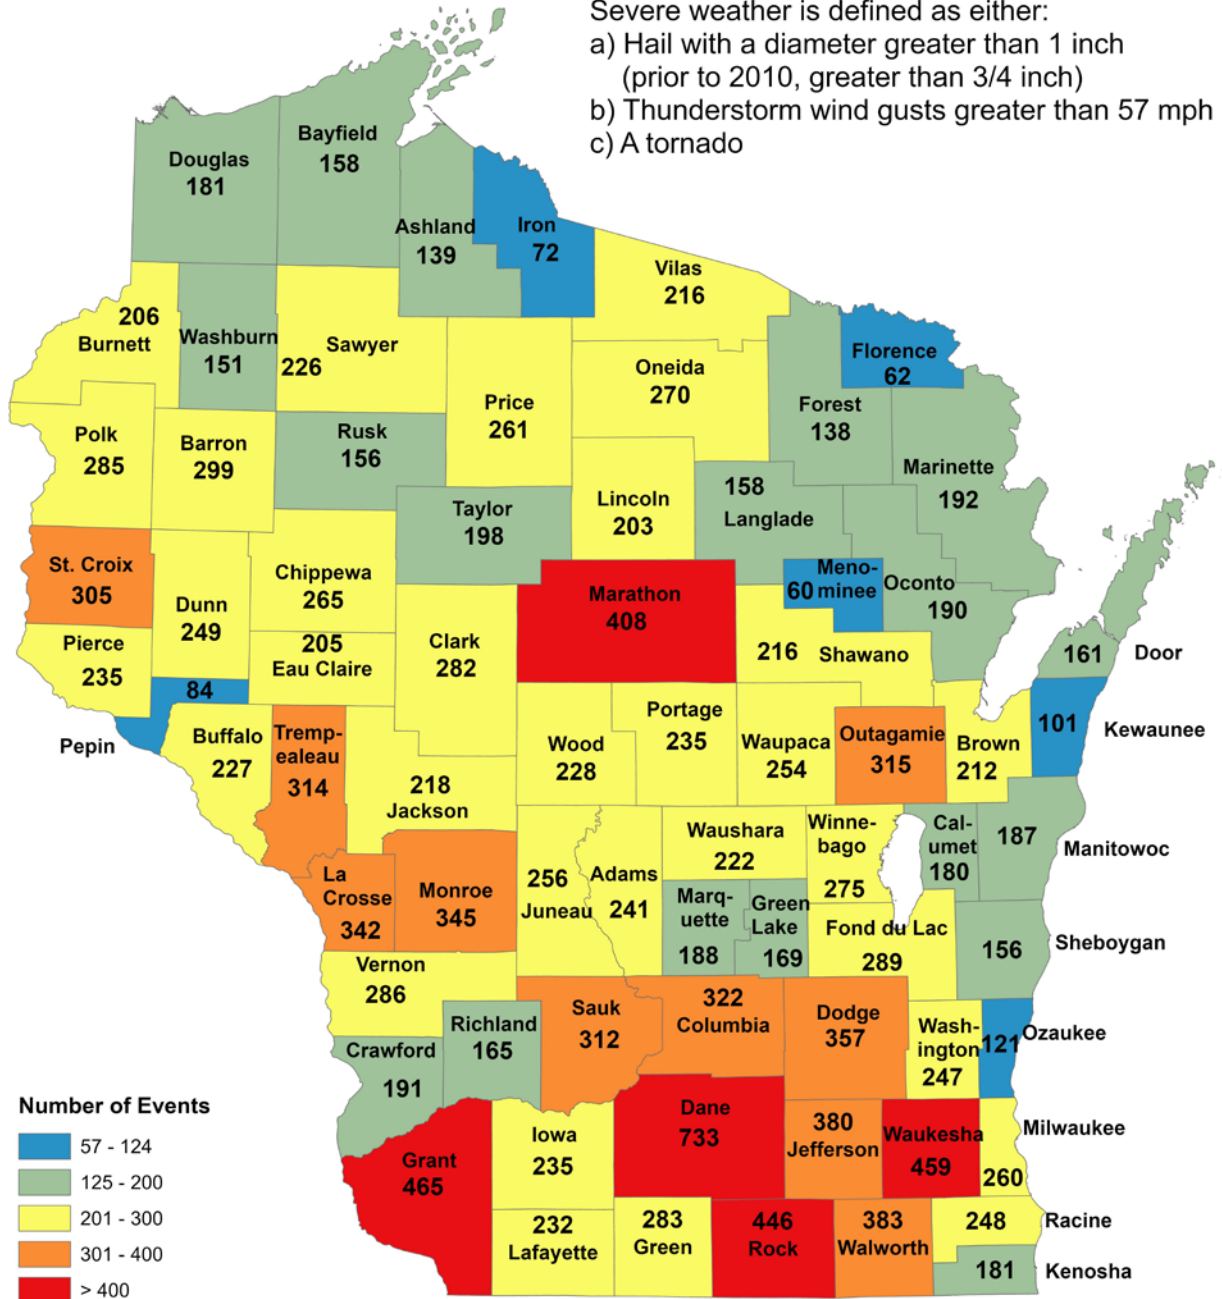 Severe weather is defined as either:
a) Hail with a diameter greater than 1 inch
(prior to 2010, greater than 3/4 inch)
b) Thunderstorm wind gusts greater than 57 mph
c) A tornado
Bayfield
158
Douglas
181
Ashland
139
Iron
72
Vilas
216
206
Burnett
Washburn
151
Sawyer
226
Florence
62
Oneida
270
Price
261
Forest
138
Polk
285
Barron
299
Rusk
156
Marinette
192
158
Langlade
Lincoln
203
Taylor
198
St. Croix
305
Chippewa
265
Dunn
249
Marathon
408
Meno-
60 minee
Oconto
190
Pierce
235
205
Eau Claire
Clark
282
216 Shawano
161
Door
84
Pepin
Buffalo
227
Tremp-
ealeau
314
218
Jackson
Wood
228
Portage
235
Waupaca
254
Outagamie
315
Brown
212
101
Kewaunee
Waushara
222
Winne-
bago
275
Cal-
umet
180
187
Manitowoc
La
Crosse
342
Monroe
345
256
Juneau
Adams
241
Marq-
uette
188
Green
Lake
169
Fond du Lac
289
156
Sheboygan
Vernon
286
Richland
165
Sauk
312
322
Columbia
Dodge
357
Wash-
ington
247
121
Ozaukee
Crawford
191
Grant
465
Iowa
235
Dane
733
380
Jefferson
Waukesha
459
Milwaukee
260
232
Lafayette
283
Green
446
Rock
383
Walworth
248
Racine
181
Kenosha
Number of Events
57 - 124
125 - 200
201 - 300
301 - 400
> 400